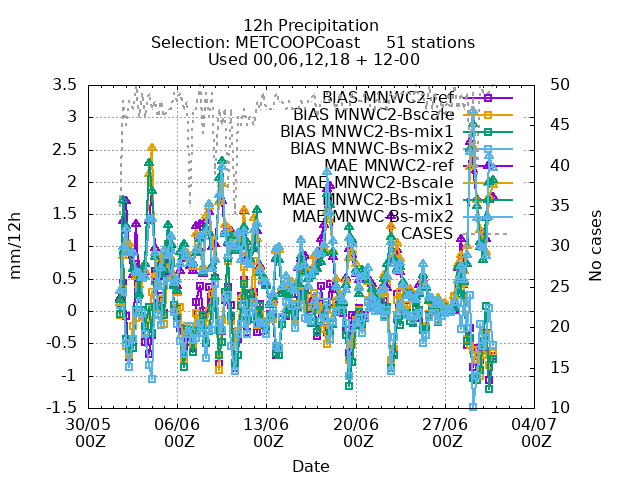 12h Precipitation
Selection: METCOOPCoast 51 stations
Used 00,06,12,18 + 12-00
BIAS MNWC2-ref
BIAS MNWC2-Bscale
BIAS MNWC2-Bs-mix1
BIAS MNWC-Bs-mix2
MAE MNWC2-ref
MAE MNWC2-Bscale
MAE MNWC2-Bs-mix1
MAE MNWC-Bs-mix2
CASES
3.5
3
2.5
2
1.5
1
0.5
0
-0.5
-1
-1.5
mm/12h
50
45
40
35
30
25
20
15
10
No cases
30/05 06/06 13/06 20/06 27/06 04/07
00Z 00Z 00Z 00Z 00Z 00Z
Date